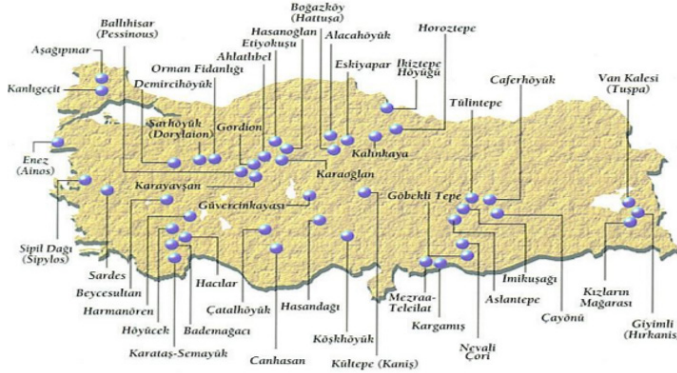 Ballıhisar
(Pessinous)
Boğazköy
(Hattuşa)
Hasanoğlan
Etiyokuşu
Ahlatlıbel
Alacahöyük
Horoztepe
Aşağıpınar
Kanlıgeçit
Orman Fidanlığı
Demircihöyük
Eskiyapar
İkiztepe
Höyüğü
Caferhöyük
Van Kalesi
(Tuşpa)
Tülintepe
Şarhöyük
(Dorylaion)
Gordion
Enez
(Ainos)
Kalınkaya
Karaoğlan
Karayavşan
Güvercinkayası
Göbekli Tepe
Sipil Dağı
(Sipylos)
Sardes
Beycesultan
Harmanören
Höyücek
Karataş-Semayük
Bademağacı
Hacılar
Çatalhöyük
Canhasan
Hasandağı
Köşkhöyük
Kültepe (Kaniş)
Mezraa-
Teleilat
Kargamış
Nevali
Çori
Aslantepe
İmikuşağı
Çayönü
Kızların
Mağarası
Giyimli
(Hırkanis)